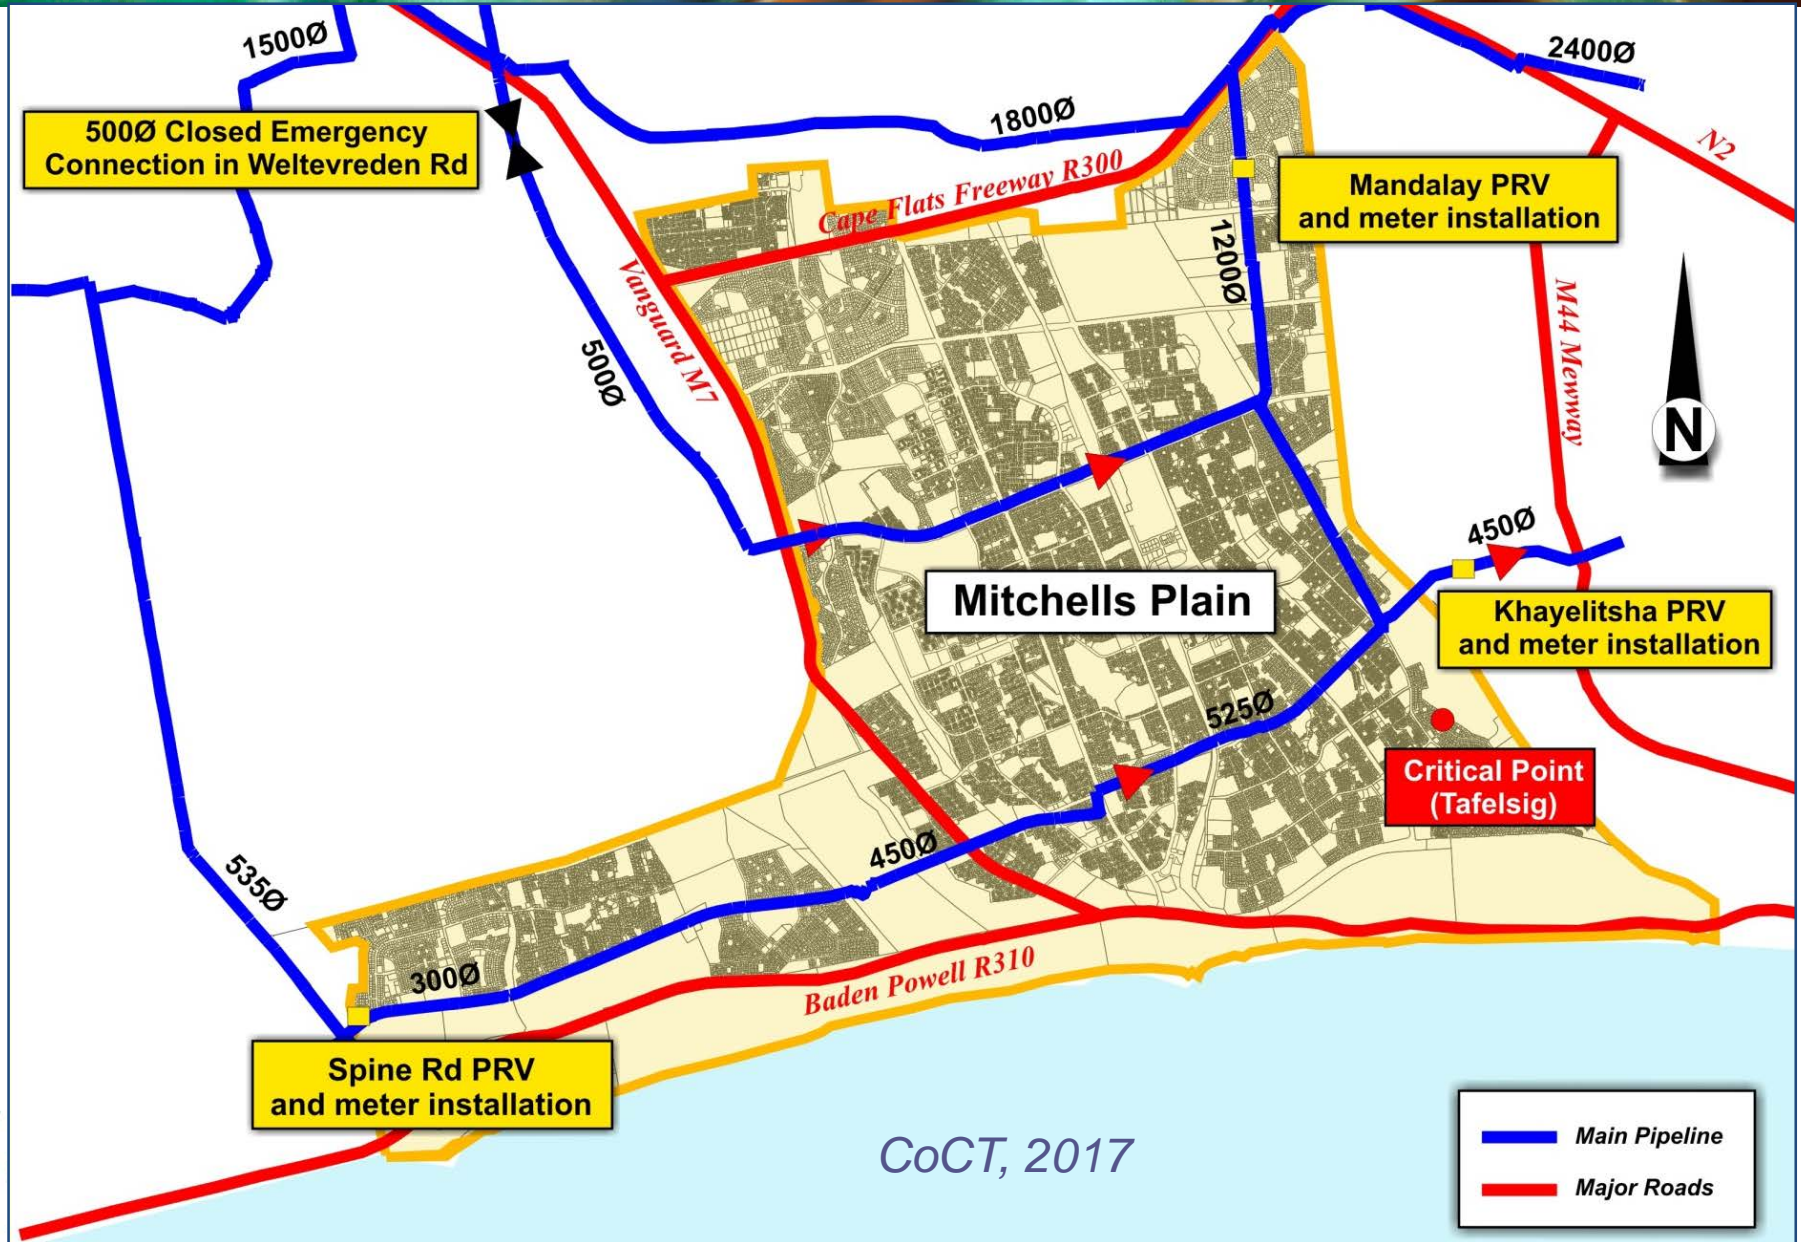 1500Ø
2400Ø
500Ø Closed Emergency
Connection in Weltevreden Rd
1800Ø
N2
Cape Flats Freeway R300
Mandalay PRV
and meter installation
1200Ø
Vanguard M7
500Ø
M44 Mewway
N
450Ø
Mitchells Plain
Khayelitsha PRV
and meter installation
525Ø
Critical Point
(Tafelsig)
450Ø
535Ø
300Ø
Baden Powell R310
Spine Rd PRV
and meter installation
CoCT, 2017
Main Pipeline
Major Roads